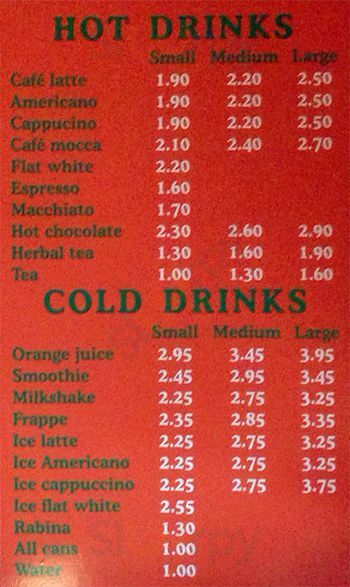 HOT DRINKS
Small Medium Large
Café latte 1.90 2.20 2.50
Americano 1.90 2.20 2.50
Cappucino 1.90 2.20 2.50
Café mocca 2.10 2.40 2.70
Flat white 2.20
Espresso 1.60
Macchiato 1.70
Hot chocolate 2.30 2.60 2.90
Herbal tea 1.30 1.60 1.90
Tea 1.00 1.30 1.60
COLD DRINKS
Small Medium Large
Orange juice 2.95 3.45 3.95
Smoothie 2.45 2.95 3.45
Milkshake 2.25 2.75 3.25
Frappe 2.35 2.85 3.35
Ice latte 2.25 2.75 3.25
Ice Americano 2.25 2.75 3.25
Ice cappuccino 2.25 2.75 3.75
Ice flat white 2.55
Rabina 1.30
All cans 1.00
Water 1.00